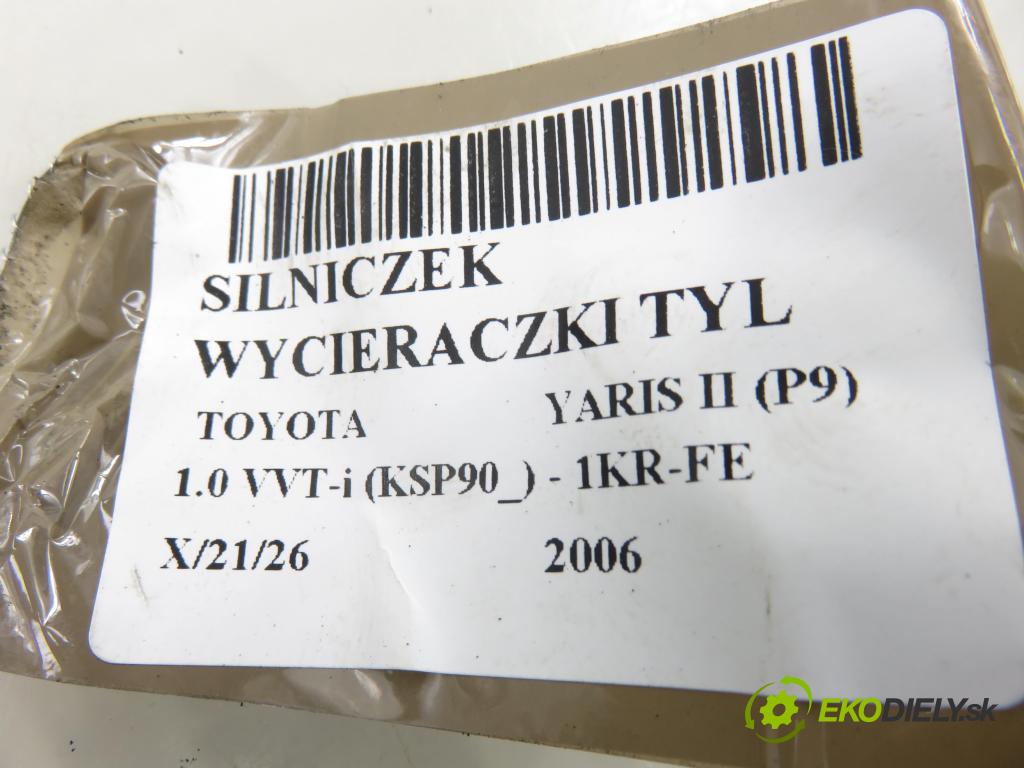 SILNICZEK
WYCIERACZKI TYL
TOYOTA YARIS II (P9)
1.0 VVT-i (KSP90_) - 1KR-FE
X/21/26 2006
EKODIELY.sk